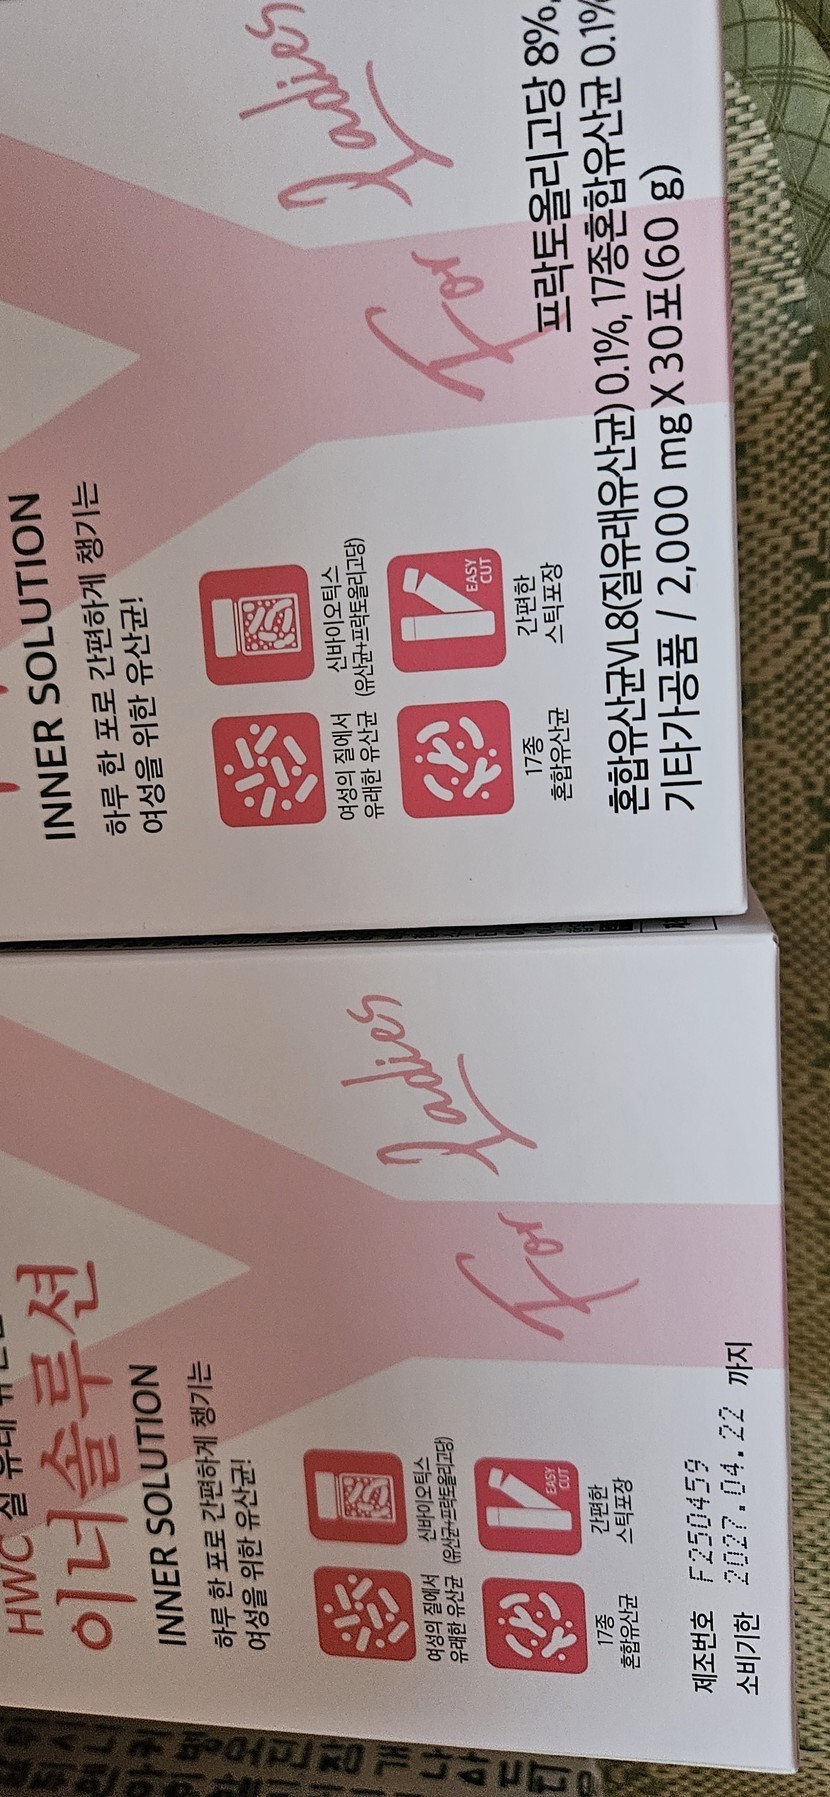 INNER SOLUTION
하루 한 포로 간편하게 챙기는
여성을 위한 유산균!
여성의 질에서
유래한 유산균
신바이오틱스
(유산균+프락토올리고당)
17종
혼합유산균
EASY
CUT
간편한
스틱포장
For Ladies
프락토올리고당 8%,
혼합유산균VL8(질유래유산균) 0.1%, 17종혼합유산균 0.1%
기타가공품 / 2,000 mg X 30포(60 g)
HWC 질 유래
이너솔루션
INNER SOLUTION
하루 한 포로 간편하게 챙기는
여성을 위한 유산균!
여성의 질에서
유래한 유산균
신바이오틱스
(유산균+프락토올리고당)
17종
혼합유산균
EASY
CUT
간편한
스틱포장
For Ladies
제조번호 F250459
소비기한 2027.04.22 까지